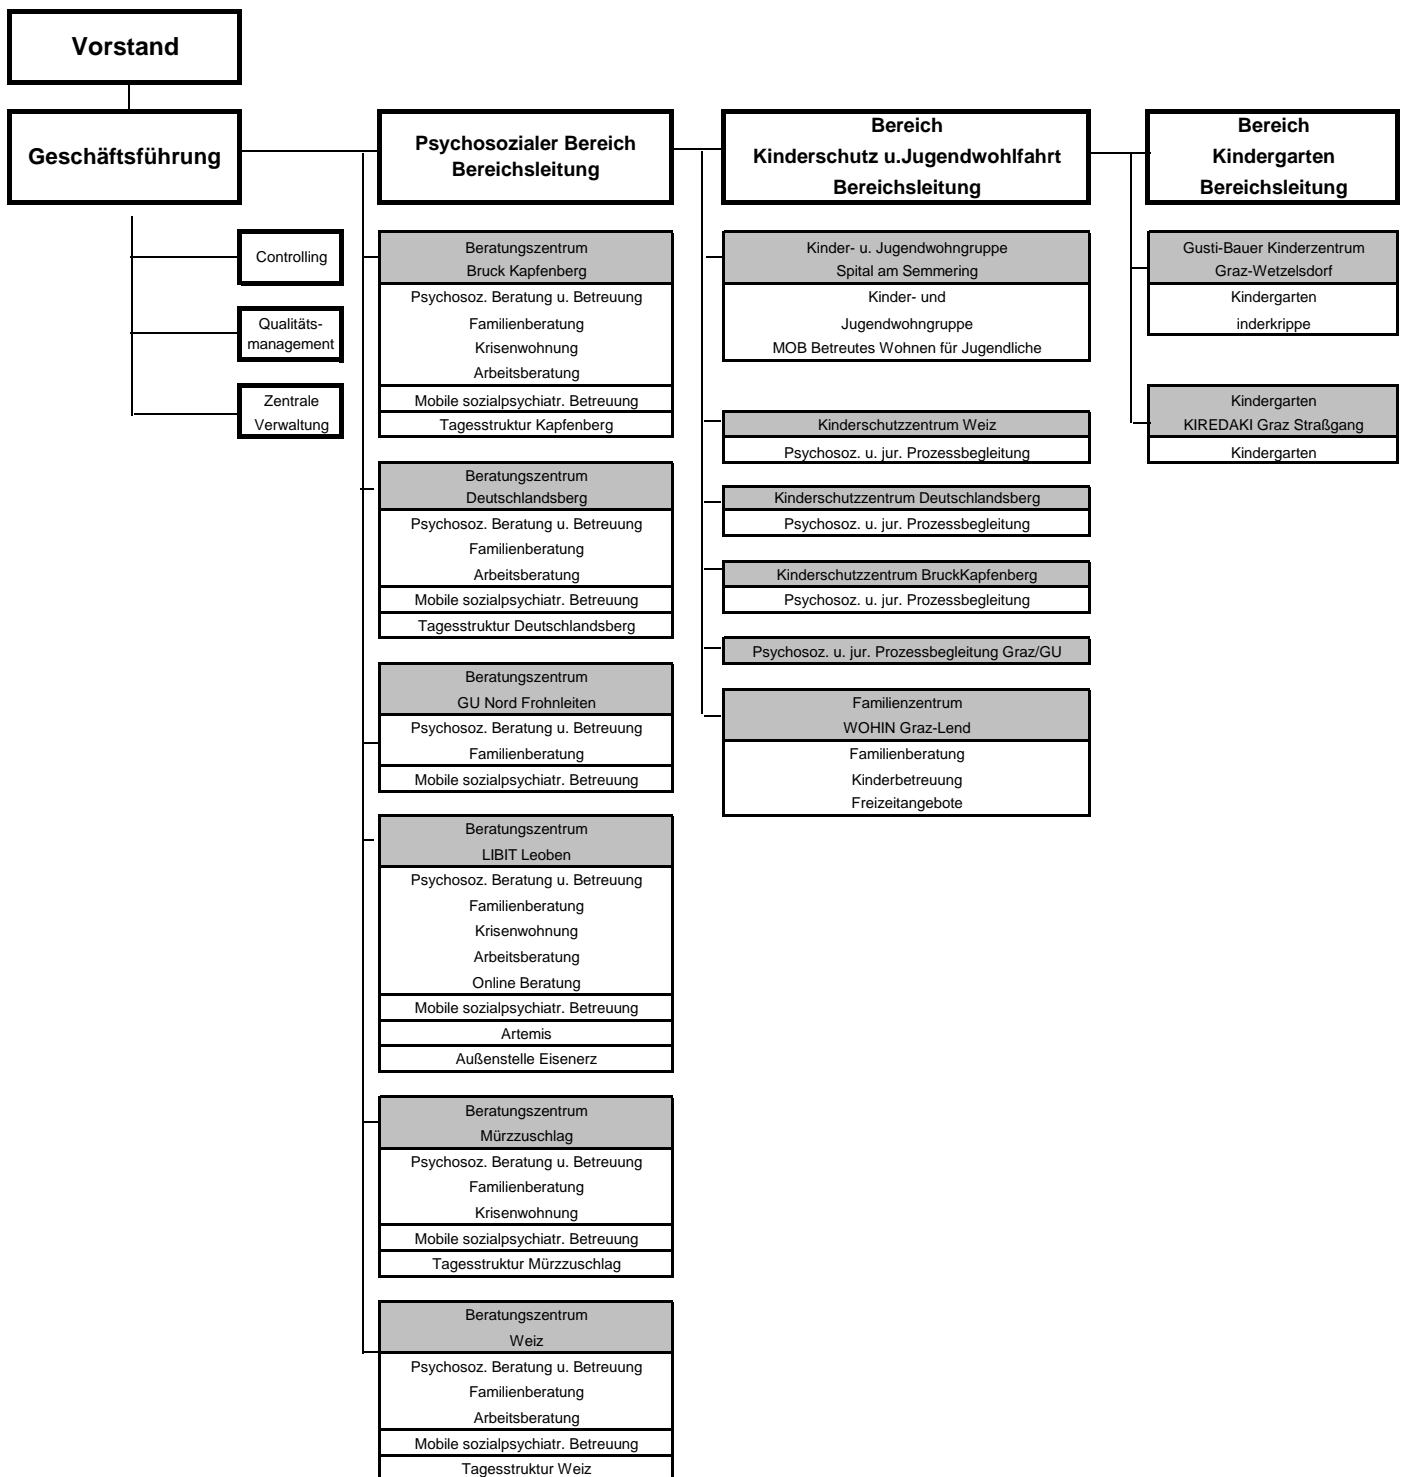 Vorstand
Geschäftsführung
Controlling
Qualitäts-
management
Zentrale
Verwaltung
Psychosozialer Bereich
Bereichsleitung
Beratungszentrum
Bruck Kapfenberg
Psychosoz. Beratung u. Betreuung
Familienberatung
Krisenwohnung
Arbeitsberatung
Mobile sozialpsychiatr. Betreuung
Tagesstruktur Kapfenberg
Beratungszentrum
Deutschlandsberg
Psychosoz. Beratung u. Betreuung
Familienberatung
Arbeitsberatung
Mobile sozialpsychiatr. Betreuung
Tagesstruktur Deutschlandsberg
Beratungszentrum
GU Nord Frohnleiten
Psychosoz. Beratung u. Betreuung
Familienberatung
Mobile sozialpsychiatr. Betreuung
Beratungszentrum
LIBIT Leoben
Psychosoz. Beratung u. Betreuung
Familienberatung
Krisenwohnung
Arbeitsberatung
Online Beratung
Mobile sozialpsychiatr. Betreuung
Artemis
Außenstelle Eisenerz
Beratungszentrum
Mürzzuschlag
Psychosoz. Beratung u. Betreuung
Familienberatung
Krisenwohnung
Mobile sozialpsychiatr. Betreuung
Tagesstruktur Mürzzuschlag
Beratungszentrum
Weiz
Psychosoz. Beratung u. Betreuung
Familienberatung
Arbeitsberatung
Mobile sozialpsychiatr. Betreuung
Tagesstruktur Weiz
Bereich
Kinderschutz u.Jugendwohlfahrt
Bereichsleitung
Kinder- u. Jugendwohngruppe
Spital am Semmering
Kinder- und
Jugendwohngruppe
MOB Betreutes Wohnen für Jugendliche
Kinderschutzzentrum Weiz
Psychosoz. u. jur. Prozessbegleitung
Kinderschutzzentrum Deutschlandsberg
Psychosoz. u. jur. Prozessbegleitung
Kinderschutzzentrum BruckKapfenberg
Psychosoz. u. jur. Prozessbegleitung
Psychosoz. u. jur. Prozessbegleitung Graz/GU
Familienzentrum
WOHIN Graz-Lend
Familienberatung
Kinderbetreuung
Freizeitangebote
Bereich
Kindergarten
Bereichsleitung
Gusti-Bauer Kinderzentrum
Graz-Wetzelsdorf
Kindergarten
inderkrippe
Kindergarten
KIREDAKI Graz Straßgang
Kindergarten